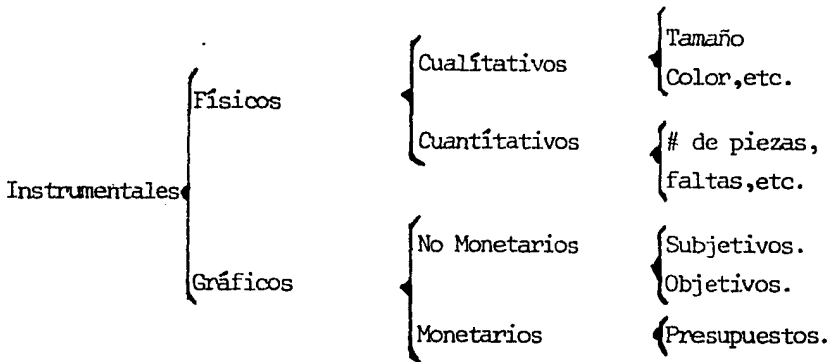 Tamaño
Cualítativos
Color,etc.
Físicos
Cuantítativos
# de piezas,
faltas,etc.
Instrumentales
No Monetarios
Subjetivos.
Gráficos
Objetivos.
Monetarios
Presupuestos.